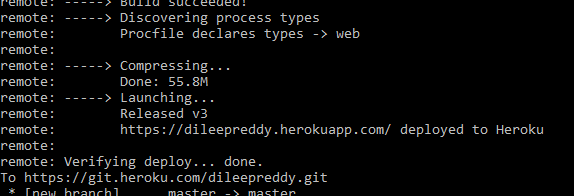 remote: -----> Build succeeded!
remote: -----> Discovering process types
remote:        Procfile declares types -> web
remote:
remote: -----> Compressing...
remote:        Done: 55.8M
remote: -----> Launching...
remote:        Released v3
remote:        https://dileepreddy.herokuapp.com/ deployed to Heroku
remote:
remote: Verifying deploy... done.
To https://git.heroku.com/dileepreddy.git
 * [new branch]      master -> master